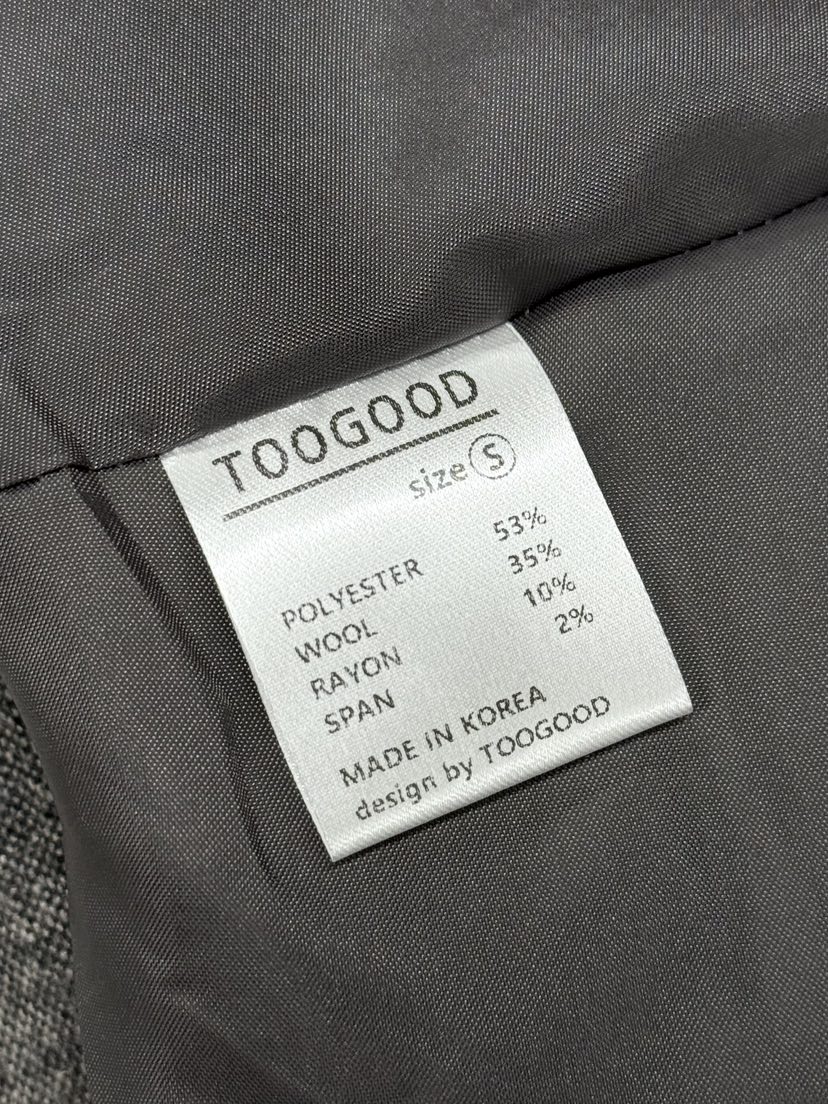 TOOGOOD
size S
POLYESTER 53%
WOOL 35%
RAYON 10%
SPAN 2%
MADE IN KOREA
design by TOOGOOD